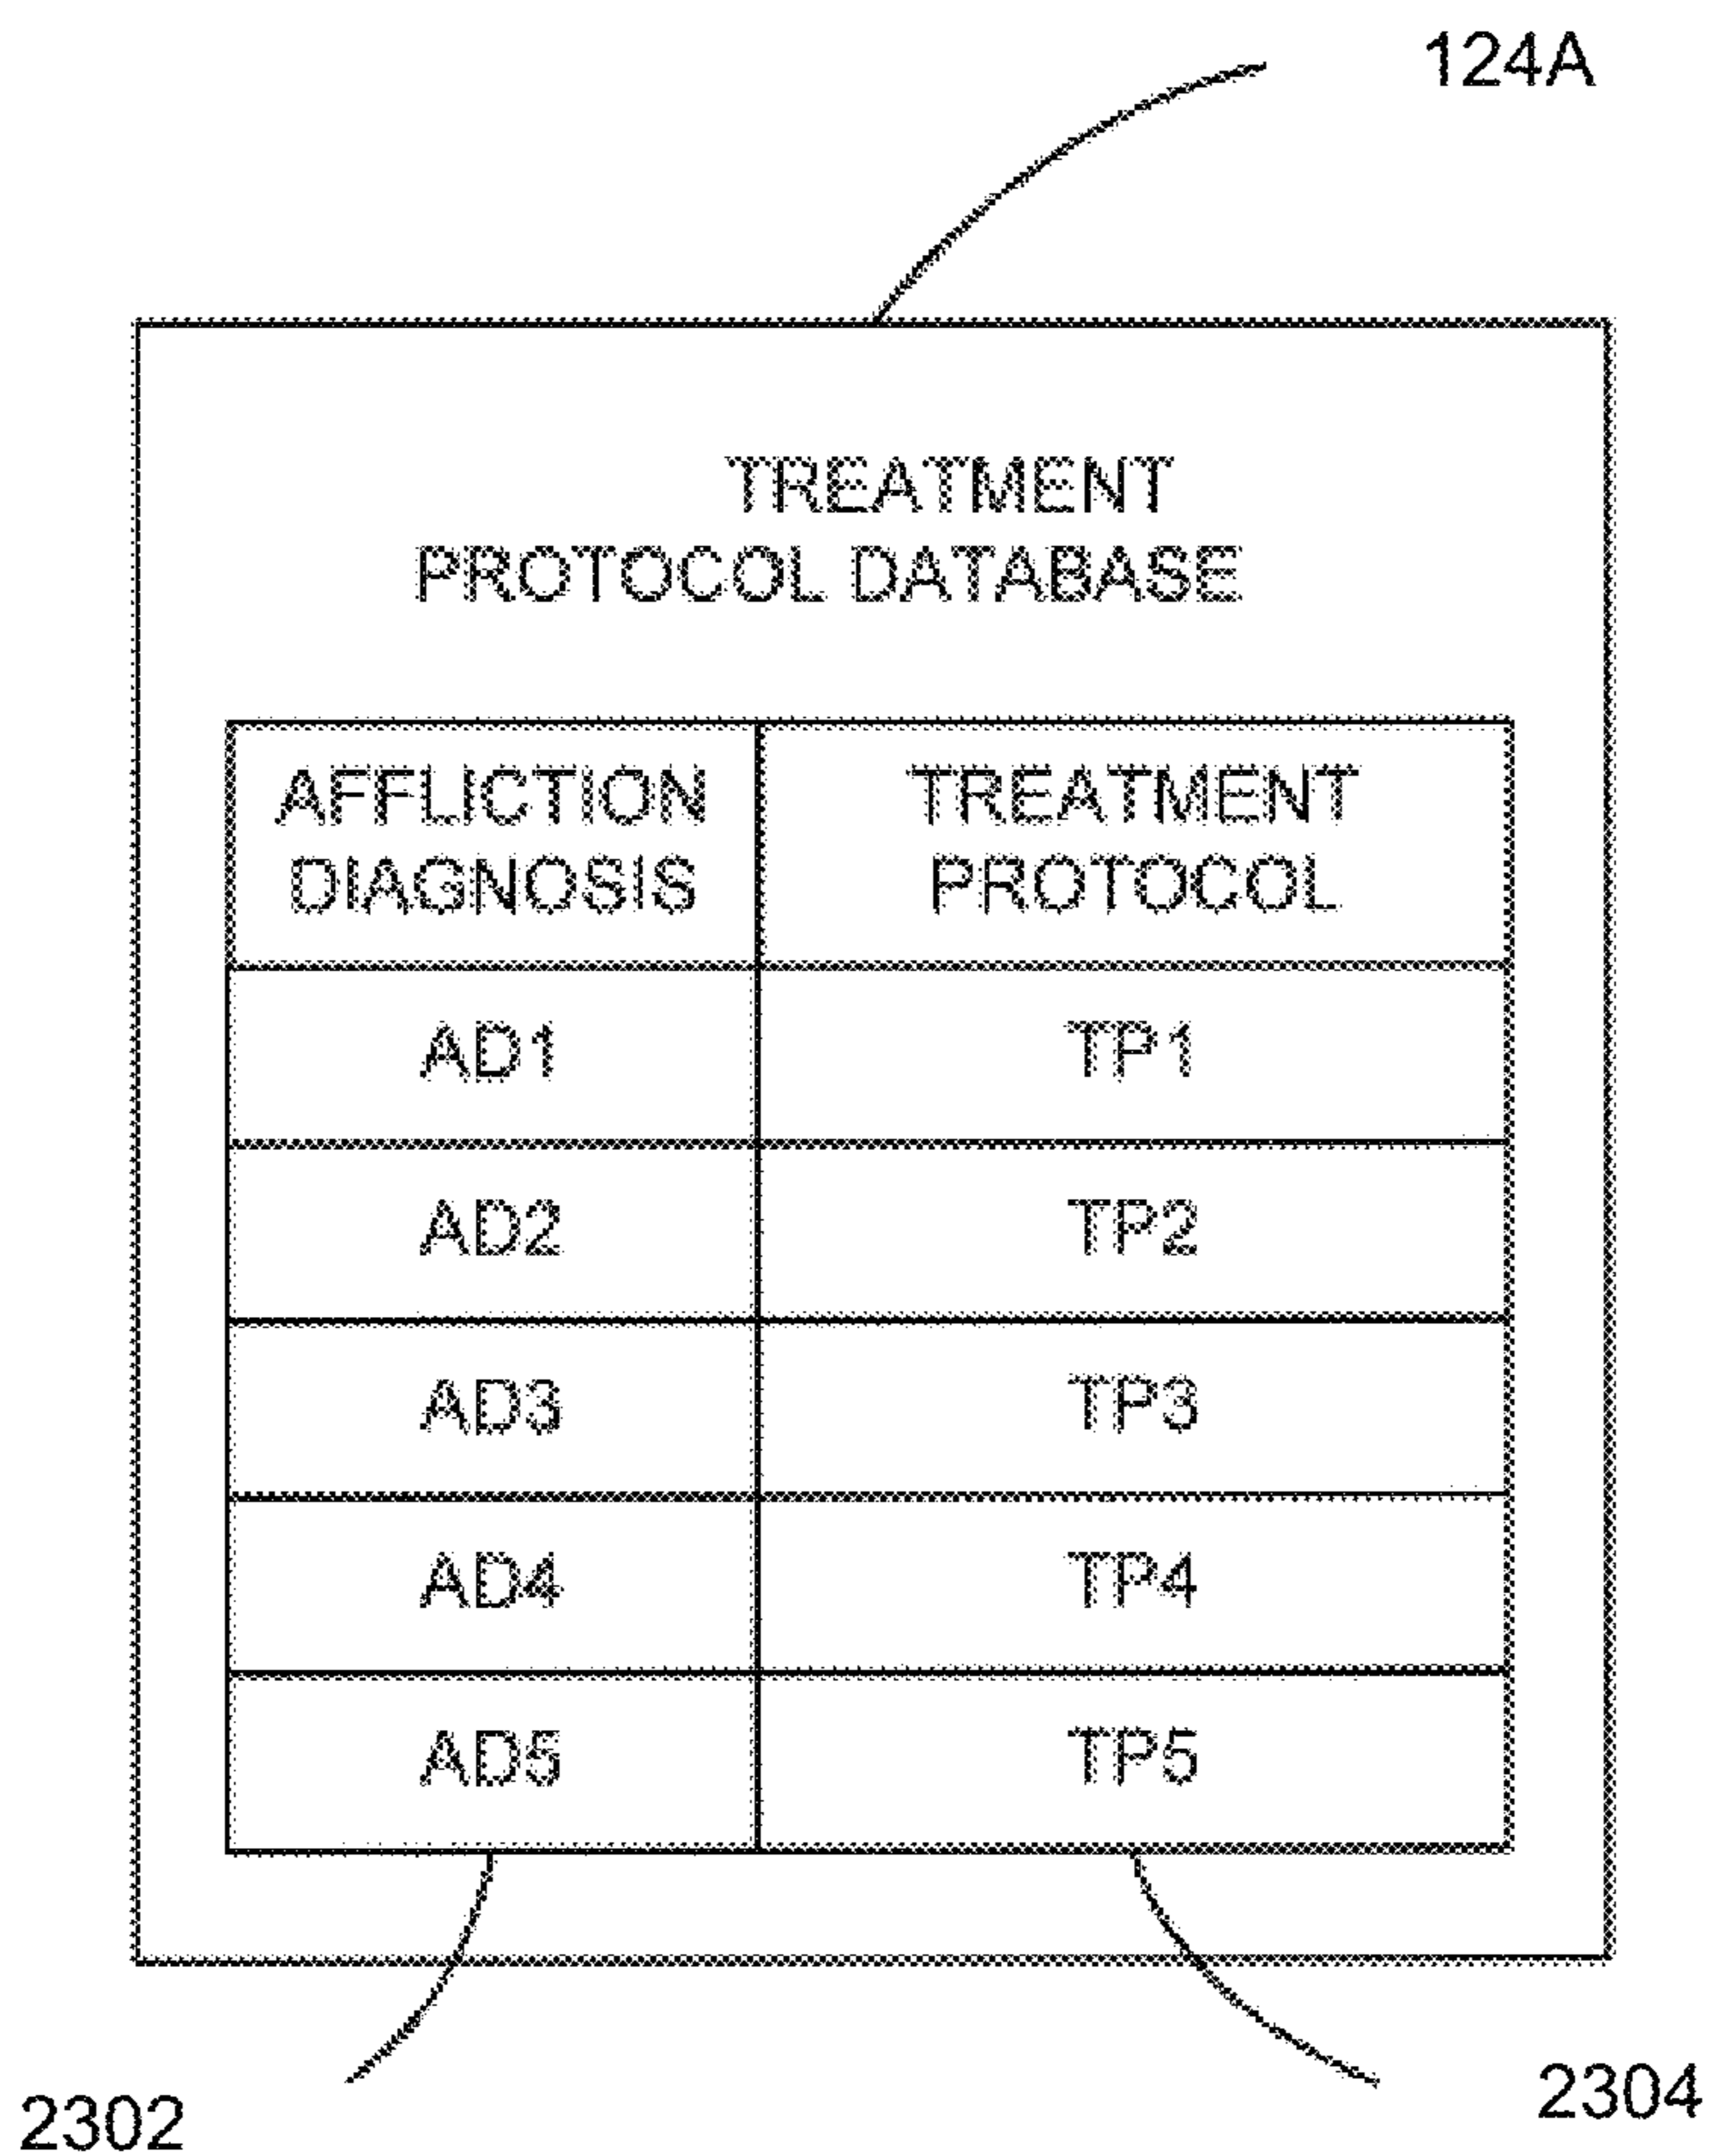 124A
TREATMENT
PROTOCOL DATABASE
AFFLICTION DIAGNOSIS
TREATMENT PROTOCOL
AD1 TP1
AD2 TP2
AD3 TP3
AD4 TP4
AD5 TP5
2302 2304